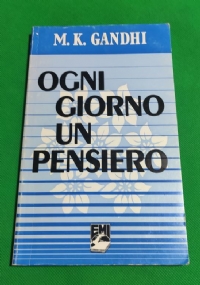 M. K. GANDHI
OGNI
GIORNO
UN
PENSIERO
EMI